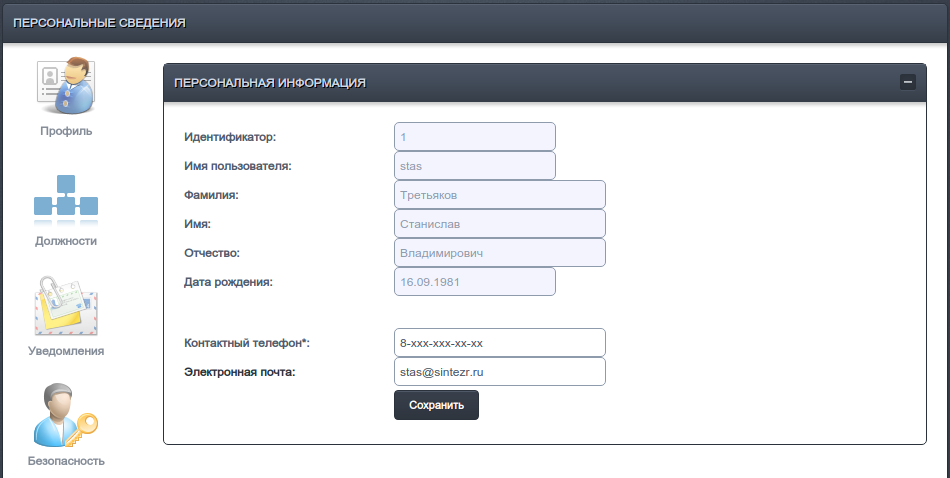 ПЕРСОНАЛЬНЫЕ СВЕДЕНИЯ
Профиль
Должности
Уведомления
Безопасность
ПЕРСОНАЛЬНАЯ ИНФОРМАЦИЯ
Идентификатор: 1
Имя пользователя: stas
Фамилия: Третьяков
Имя: Станислав
Отчество: Владимирович
Дата рождения: 16.09.1981
Контактный телефон*: 8-xxx-xxx-xx-xx
Электронная почта: stas@sintezr.ru
Сохранить